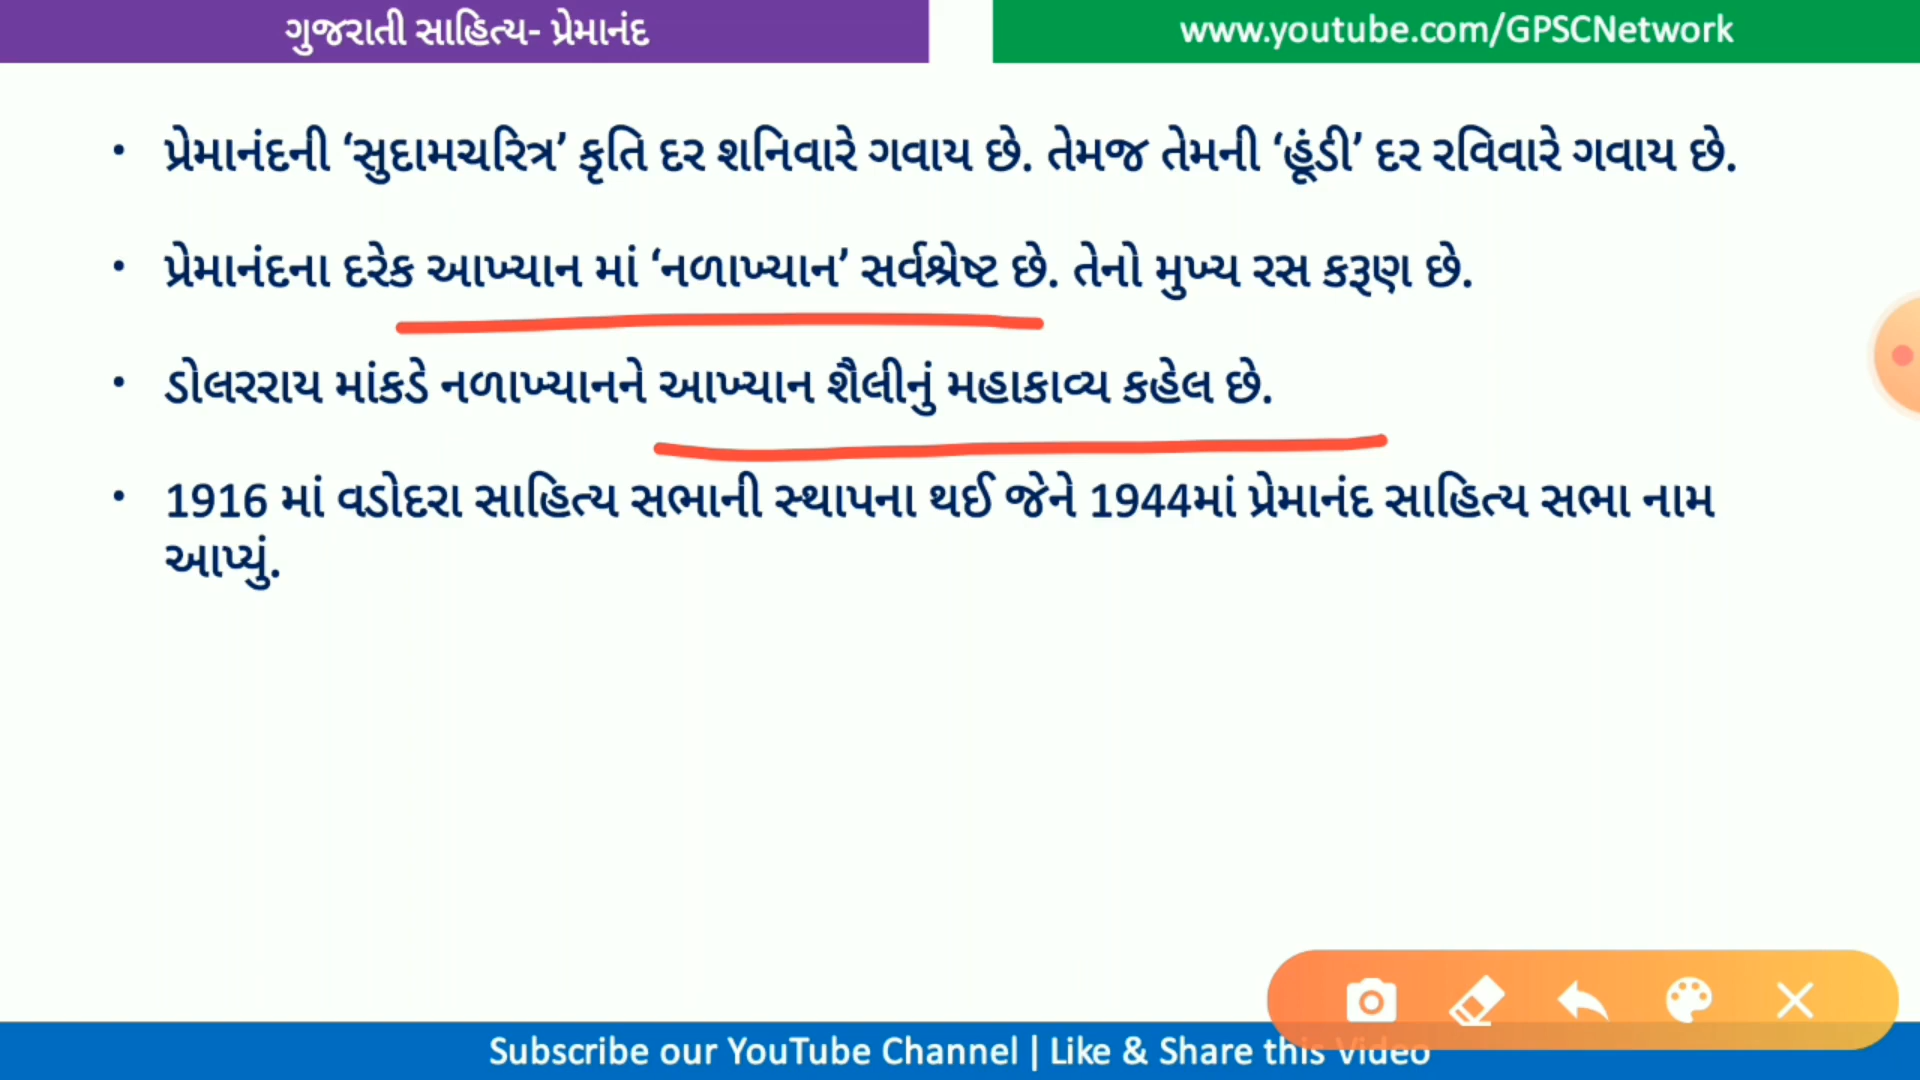 ગુજરાતી સાહિત્ય- પ્રેમાનંદ
www.youtube.com/GPSCNetwork
• પ્રેમાનંદની ‘સુદામચરિત્ર’ કૃતિ દર શનિવારે ગવાય છે. તેમજ તેમની ‘હૂંડી’ દર રવિવારે ગવાય છે.
• પ્રેમાનંદના દરેક આખ્યાન માં ‘નળાખ્યાન’ સર્વશ્રેષ્ટ છે. તેનો મુખ્ય રસ કરૂણ છે.
• ડોલરરાય માંકડે નળાખ્યાનને આખ્યાન શૈલીનું મહાકાવ્ય કહેલ છે.
• 1916 માં વડોદરા સાહિત્ય સભાની સ્થાપના થઈ જેને 1944માં પ્રેમાનંદ સાહિત્ય સભા નામ
આપ્યું.
Subscribe our YouTube Channel | Like & Share this Video